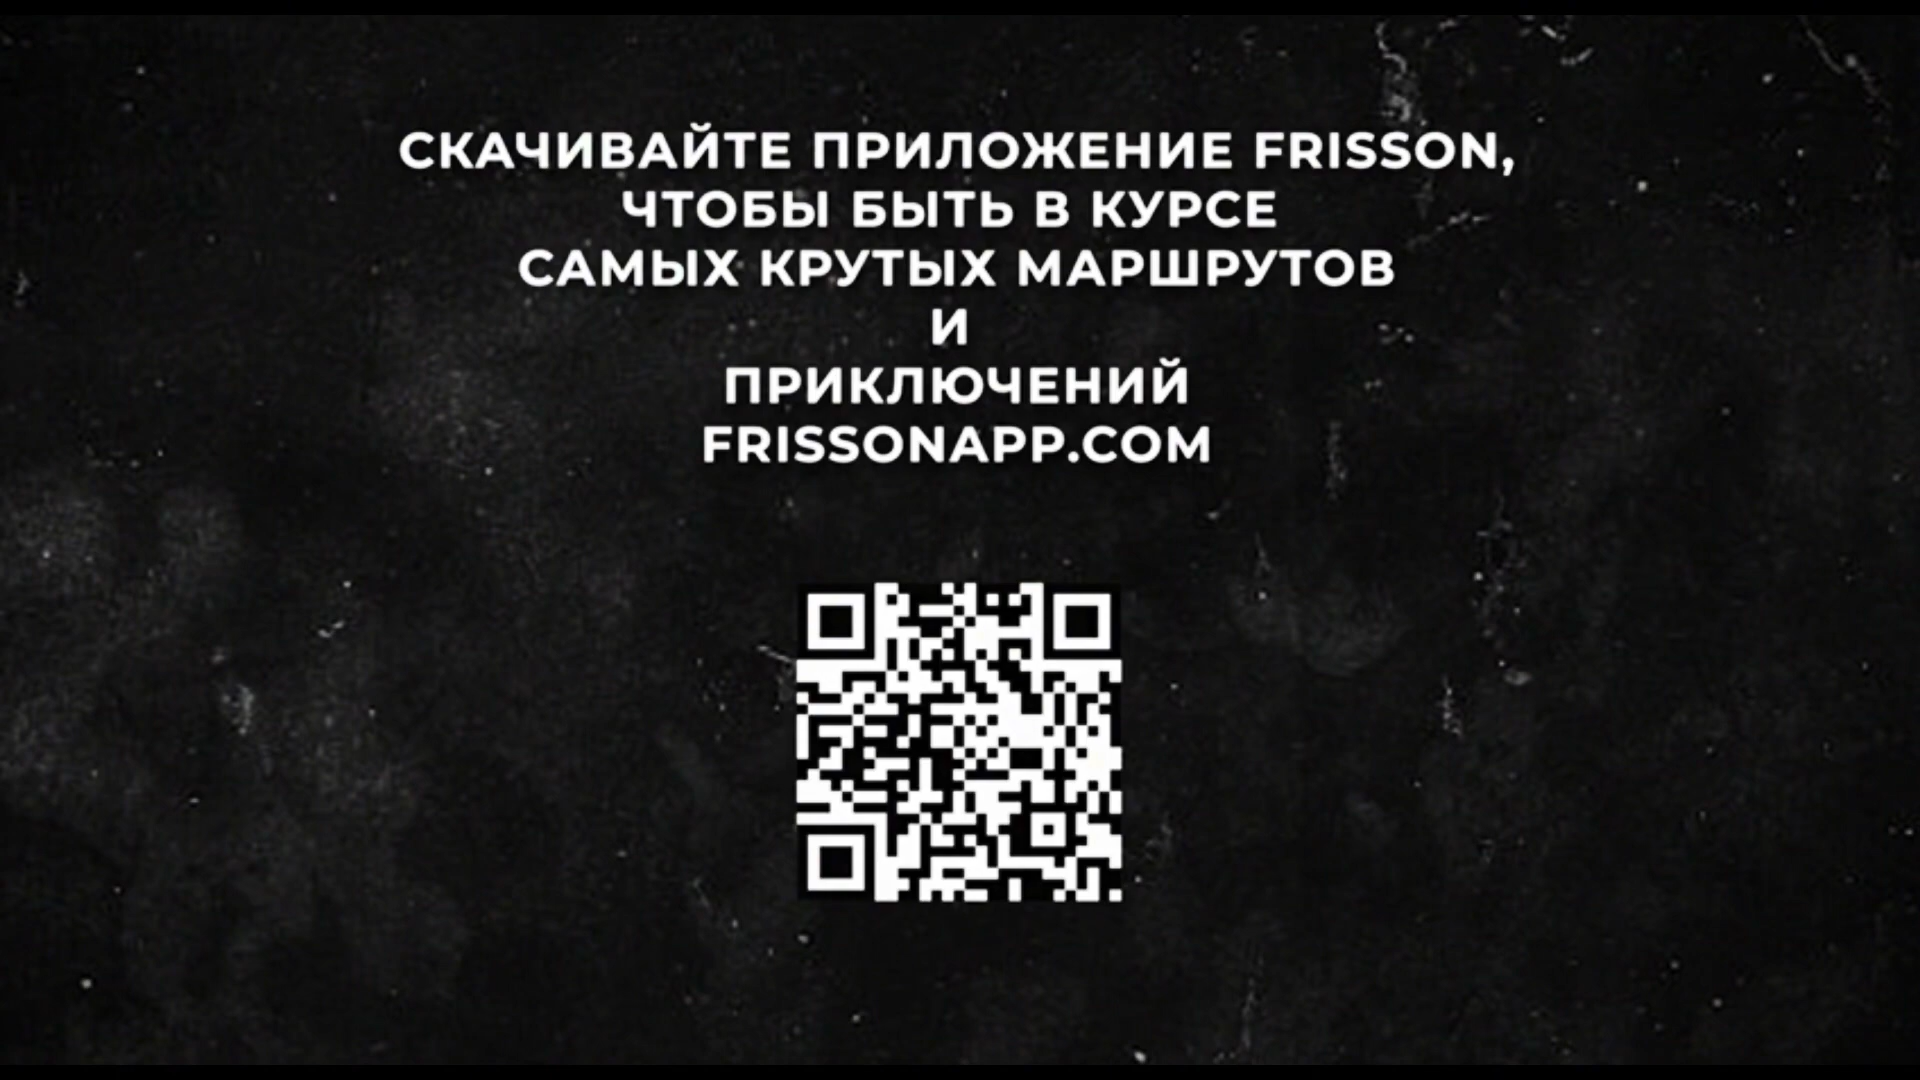 СКАЧИВАЙТЕ ПРИЛОЖЕНИЕ FRISSON,
ЧТОБЫ БЫТЬ В КУРСЕ
САМЫХ КРУТЫХ МАРШРУТОВ
И
ПРИКЛЮЧЕНИЙ
FRISSONAPP.COM